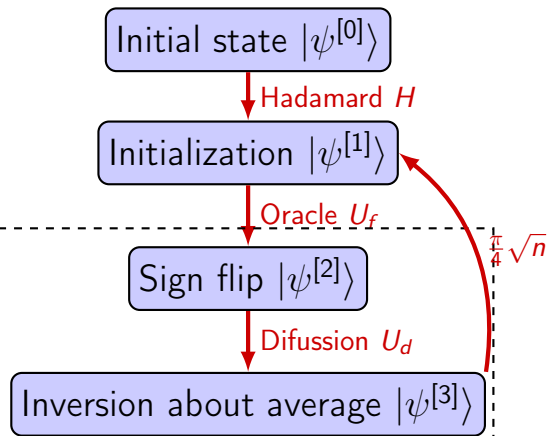 Initial state |ψ^[0]⟩
Hadamard H
Initialization |ψ^[1]⟩
Oracle U_f
π/4 √n
Sign flip |ψ^[2]⟩
Difussion U_d
Inversion about average |ψ^[3]⟩